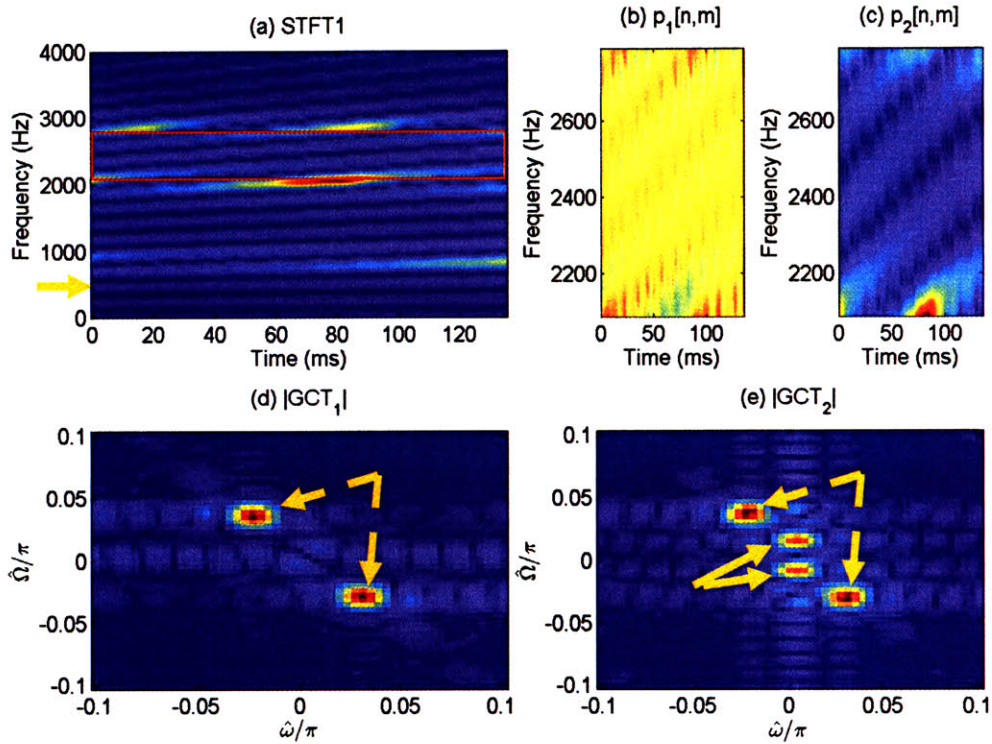 (a) STFT1
(b) p₁[n,m]
(c) p₂[n,m]
4000
3000
2000
1000
0
Frequency (Hz)
0 20 40 60 80 100 120
Time (ms)
2600
2400
2200
Frequency (Hz)
0 50 100
Time (ms)
2600
2400
2200
Frequency (Hz)
0 50 100
Time (ms)
(d) |GCT₁|
(e) |GCT₂|
0.1
0.05
0
-0.05
-0.1
Ω̂/π
-0.1 -0.05 0 0.05 0.1
ω̂/π
0.1
0.05
0
-0.05
-0.1
Ω̂/π
-0.1 -0.05 0 0.05 0.1
ω̂/π